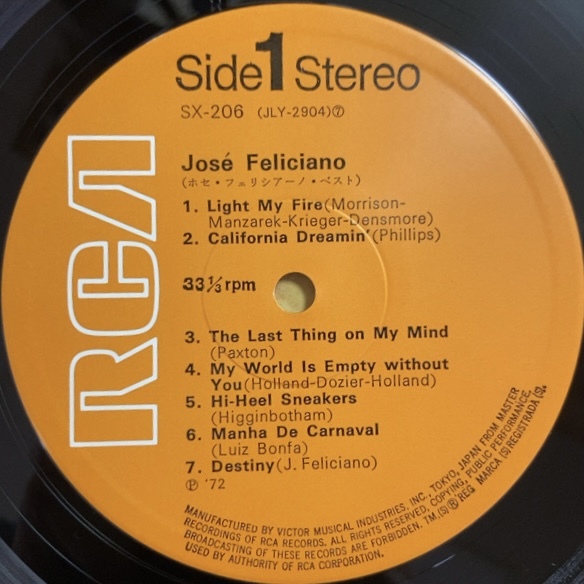 Side 1 Stereo
SX-206 (JLY-2904)⑦
RCA
José Feliciano
(ホセ・フェリシアーノ・ベスト)
1. Light My Fire(Morrison-
Manzarek-Krieger-Densmore)
2. California Dreamin'(Phillips)
33⅓rpm
3. The Last Thing on My Mind
(Paxton)
4. My World Is Empty without
You(Holland-Dozier-Holland)
5. Hi-Heel Sneakers
(Higginbotham)
6. Manha De Carnaval
(Luiz Bonfa)
7. Destiny(J. Feliciano)
℗ '72
MANUFACTURED BY VICTOR MUSICAL INDUSTRIES, INC., TOKYO, JAPAN FROM MASTER
RECORDINGS OF RCA RECORDS. ALL RIGHTS RESERVED, COPYING, PUBLIC PERFORMANCE,
BROADCASTING OF THESE RECORDS ARE FORBIDDEN. TM.(S)® REG MARCA (S) REGISTRADA (S).
USED BY AUTHORITY OF RCA CORPORATION.